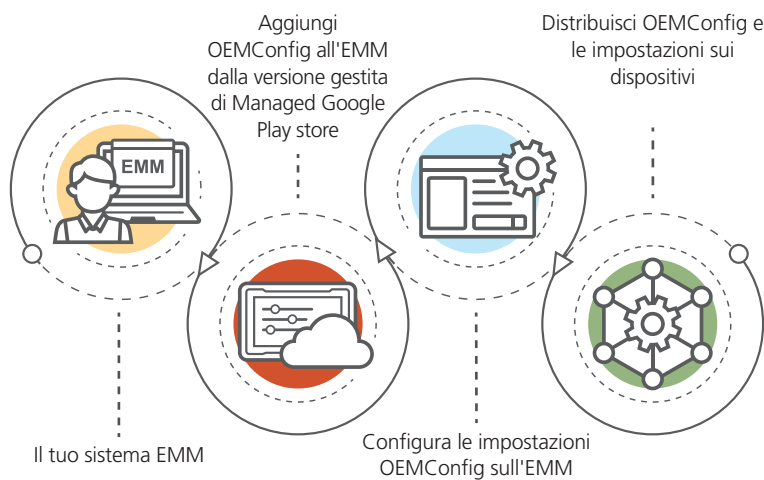 Aggiungi
OEMConfig all'EMM
dalla versione gestita
di Managed Google
Play store
Distribuisci OEMConfig e
le impostazioni sui
dispositivi
EMM
Il tuo sistema EMM
Configura le impostazioni
OEMConfig sull'EMM